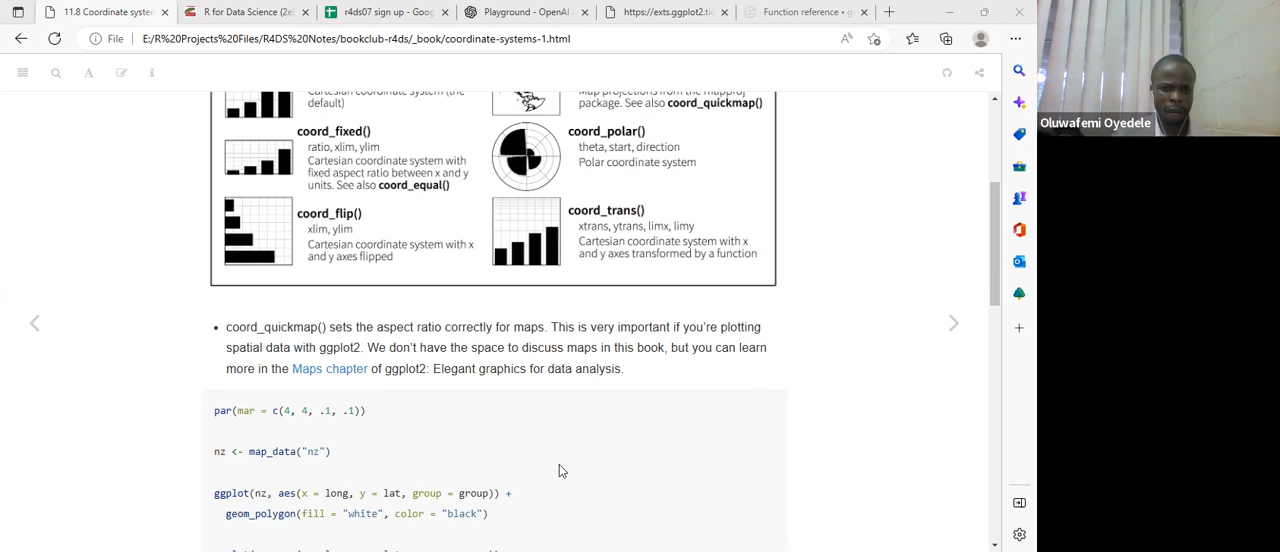 11.8 Coordinate system
R for Data Science (2e)
r4ds07 sign up - Goog
Playground - OpenAI
https://exts.ggplot2.tid
Function reference • g
File
E:/R%20Projects%20Files/R4DS%20Notes/bookclub-r4ds/_book/coordinate-systems-1.html
Oluwafemi Oyedele
Cartesian coordinate system (the
default)
Map projections from the mapproj
package. See also coord_quickmap()
coord_fixed()
ratio, xlim, ylim
Cartesian coordinate system with
fixed aspect ratio between x and y
units. See also coord_equal()
coord_polar()
theta, start, direction
Polar coordinate system
coord_flip()
xlim, ylim
Cartesian coordinate system with x
and y axes flipped
coord_trans()
xtrans, ytrans, limx, limy
Cartesian coordinate system with x
and y axes transformed by a function
• coord_quickmap() sets the aspect ratio correctly for maps. This is very important if you're plotting
spatial data with ggplot2. We don't have the space to discuss maps in this book, but you can learn
more in the Maps chapter of ggplot2: Elegant graphics for data analysis.
par(mar = c(4, 4, .1, .1))
nz <- map_data("nz")
ggplot(nz, aes(x = long, y = lat, group = group)) +
geom_polygon(fill = "white", color = "black")